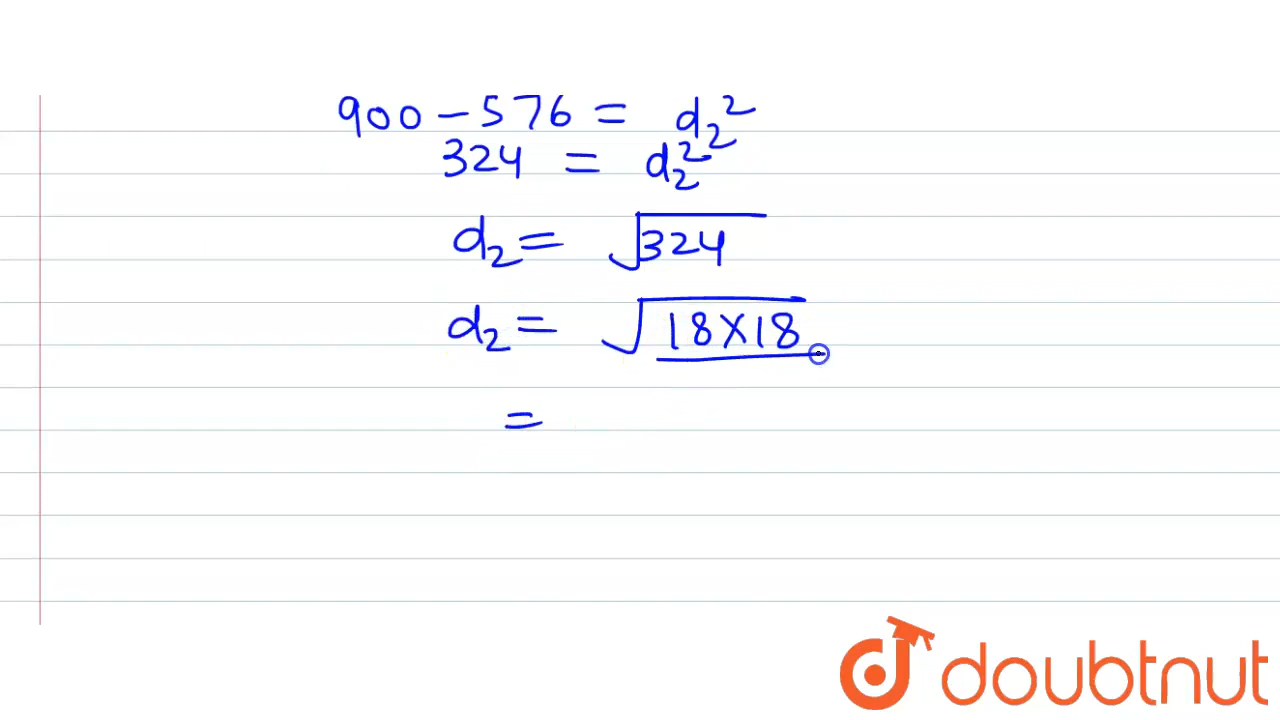 900 - 576 = d₂²
324 = d₂²
d₂ = √324
d₂ = √18×18
=
doubtnut